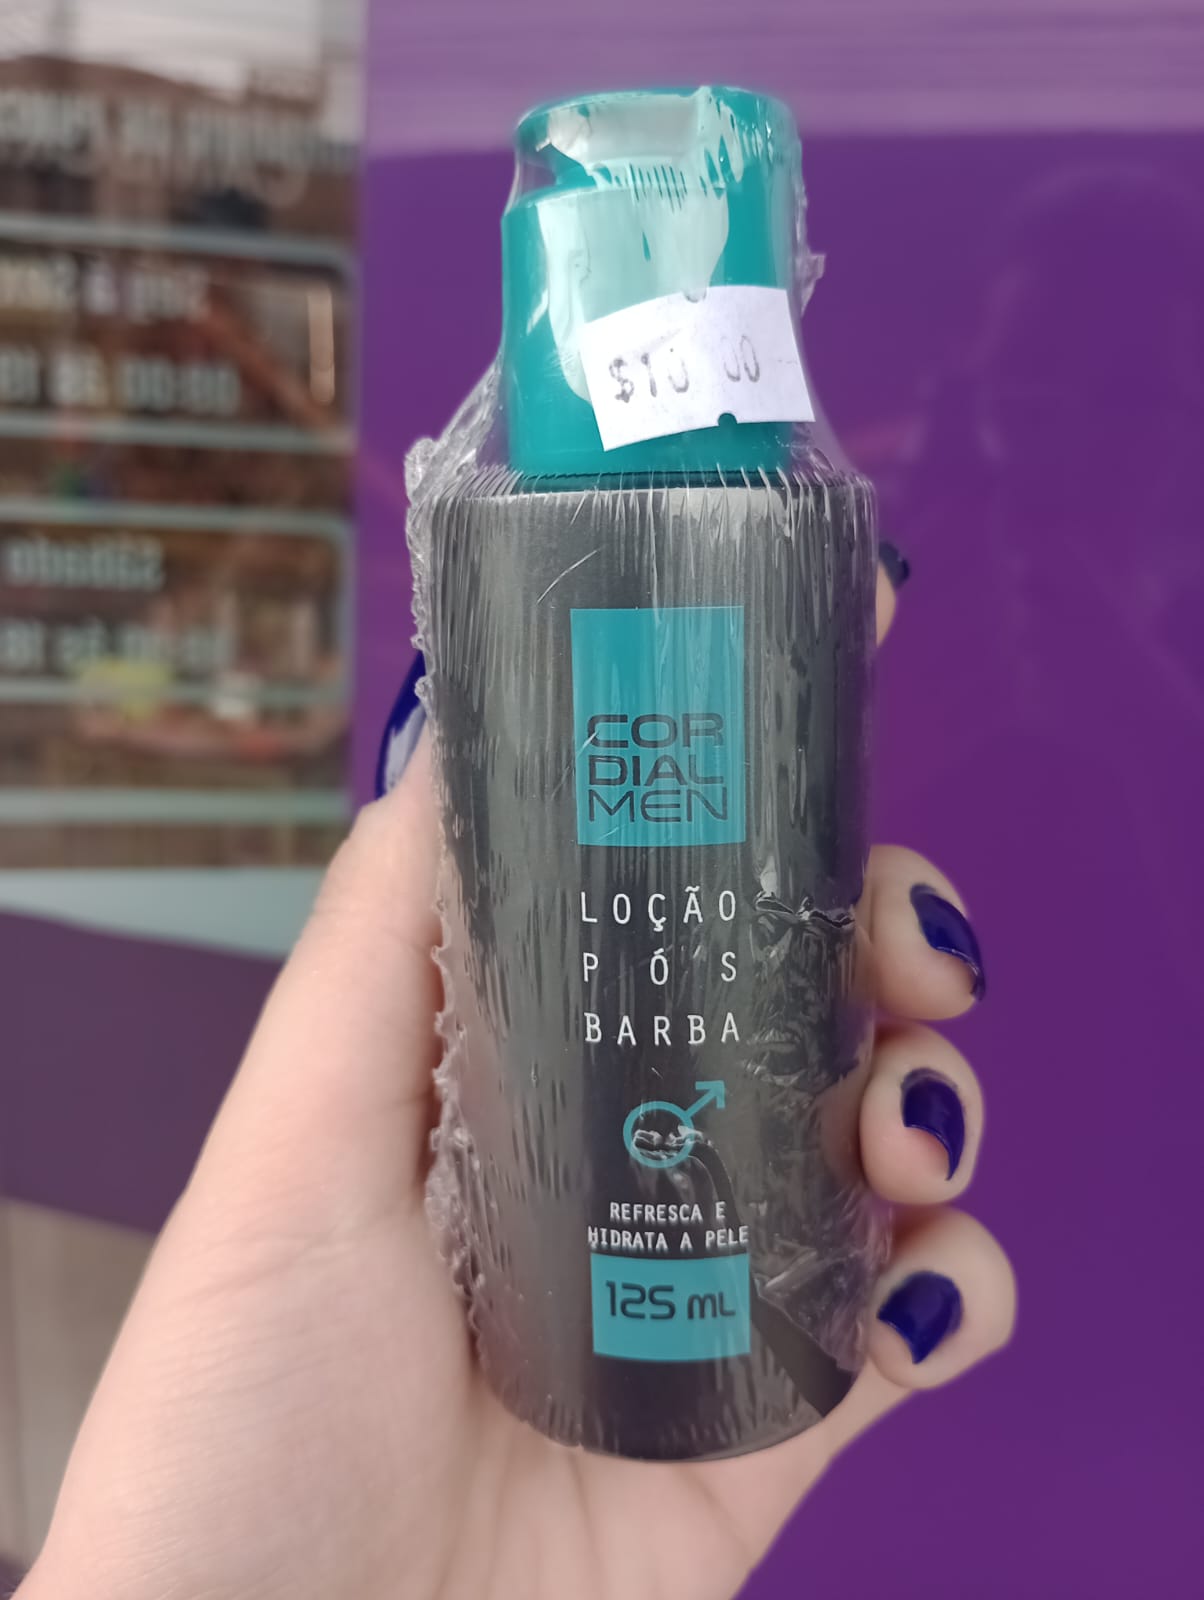 $10 00
COR
DIAL
MEN
LOÇÃO
PÓS
BARBA
REFRESCA E
HIDRATA A PELE
125 mL